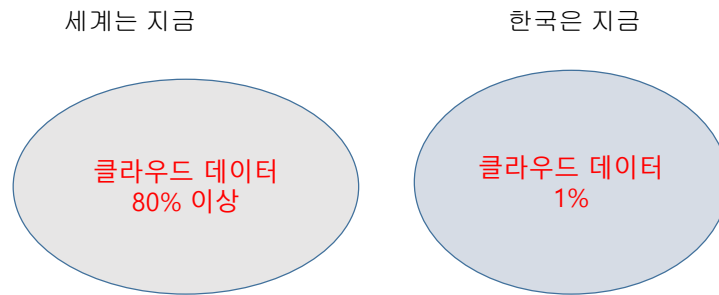 세계는 지금
한국은 지금
클라우드 데이터
80% 이상
클라우드 데이터
1%